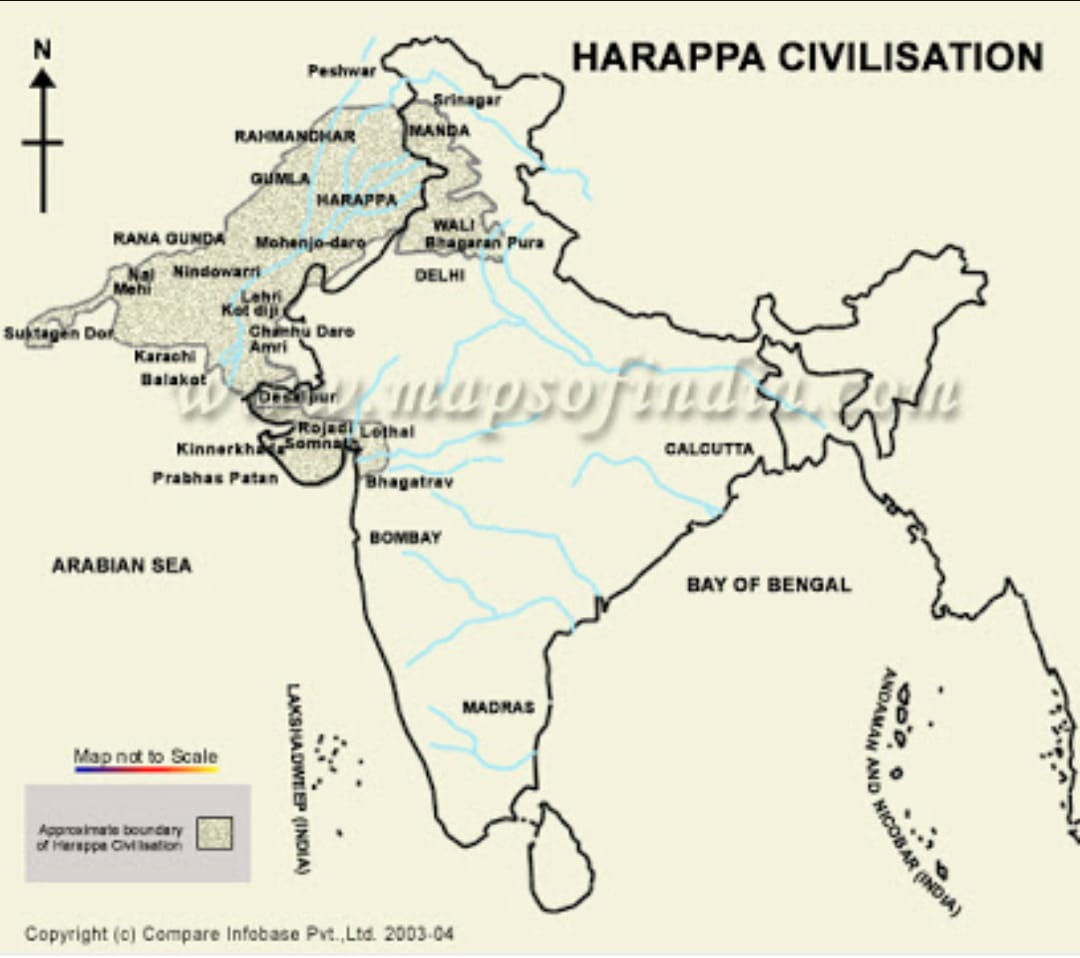 HARAPPA CIVILISATION
N
Peshwar
Srinagar
RAHMANDHAR
MANDA
GUMLA
HARAPPA
WALI
RANA GUNDA
Mohenjo-daro
Bhagaran Pura
Nal
Nindowarri
DELHI
Mehi
Lehri
Kot diji
Suktagen Dor
Chanhu Daro
Amri
Karachi
Balakot
www.mapsofindia.com
Desalpur
Rojadi
Lothal
Kinnerkhada
Somnath
CALCUTTA
Prabhas Patan
Bhagatrav
BOMBAY
ARABIAN SEA
BAY OF BENGAL
LAKSHADWEEP (INDIA)
MADRAS
ANDAMAN AND NICOBAR (INDIA)
Map not to Scale
Approximate boundary
of Harappa Civilisation
Copyright (c) Compare Infobase Pvt.,Ltd. 2003-04